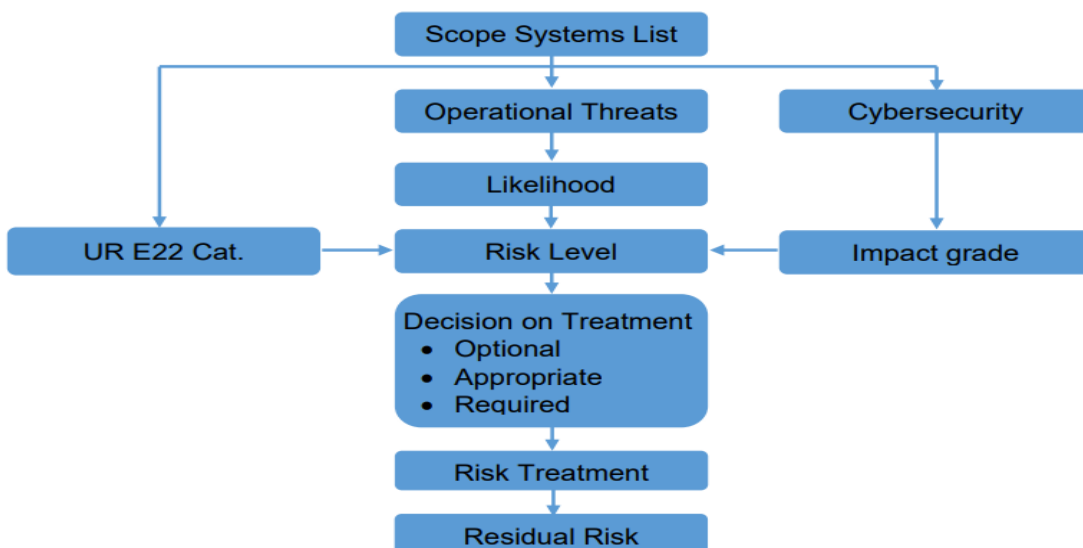 Scope Systems List
Operational Threats
Cybersecurity
Likelihood
UR E22 Cat.
Risk Level
Impact grade
Decision on Treatment
• Optional
• Appropriate
• Required
Risk Treatment
Residual Risk